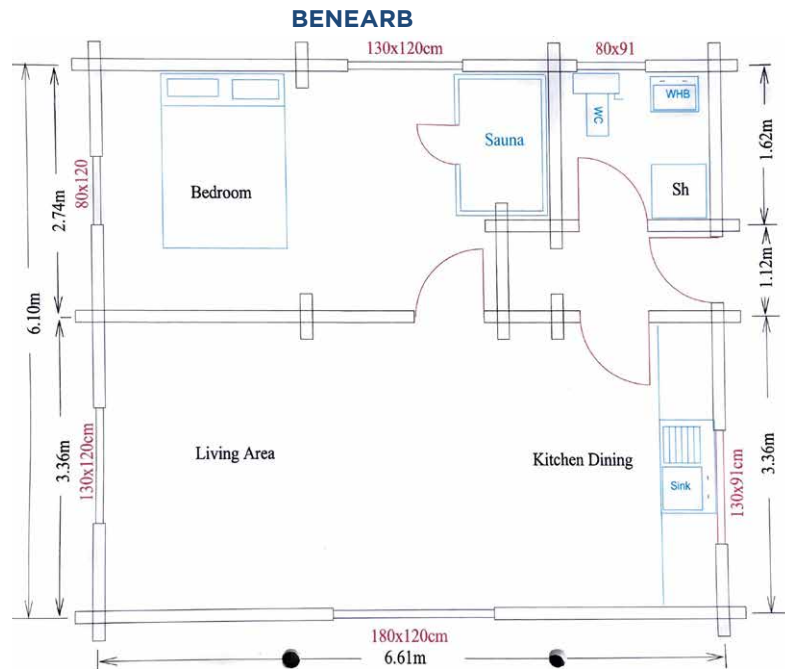 BENEARB
130x120cm
80x91
WC
WHB
Sauna
1.62m
80x120
2.74m
Bedroom
Sh
1.12m
6.10m
3.36m
130x120cm
Living Area
Kitchen Dining
Sink
130x91cm
3.36m
180x120cm
6.61m